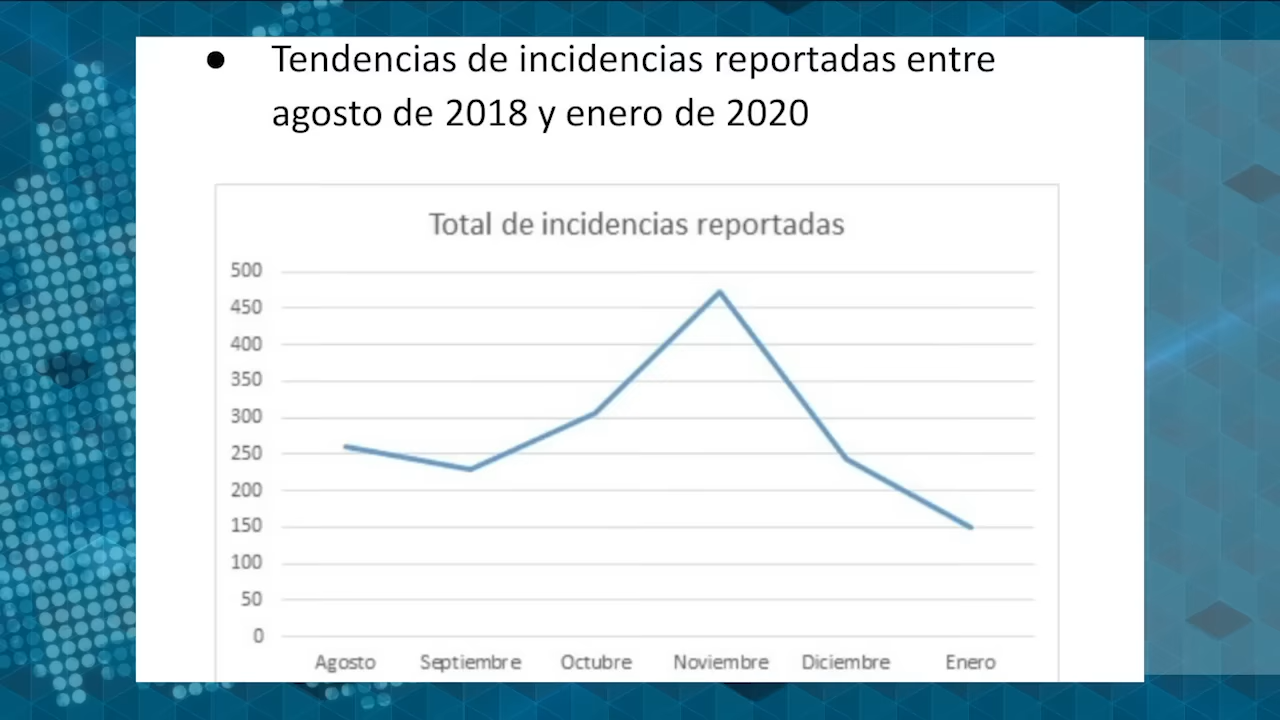 ● Tendencias de incidencias reportadas entre
agosto de 2018 y enero de 2020
Total de incidencias reportadas
500
450
400
350
300
250
200
150
100
50
0
Agosto Septiembre Octubre Noviembre Diciembre Enero